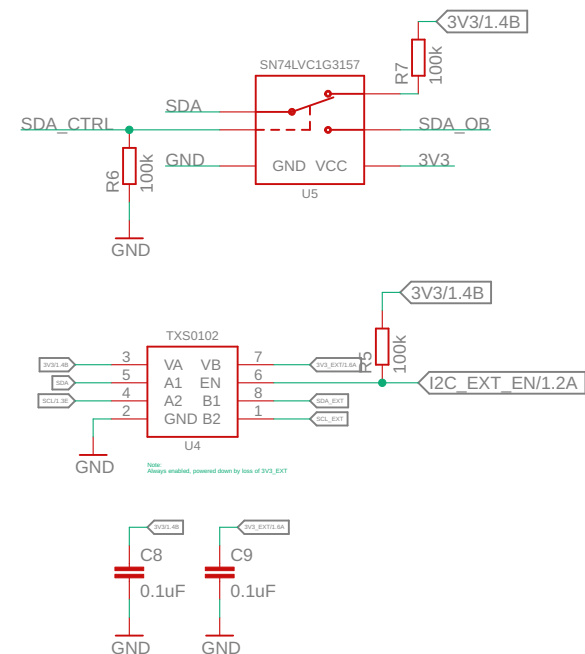 3V3/1.4B
SN74LVC1G3157
R7
100k
SDA
SDA_CTRL
SDA_OB
GND
GND VCC
3V3
R6
100k
U5
GND
3V3/1.4B
TXS0102
R5
100k
3V3/1.4B
3
VA
VB
7
3V3_EXT/1.6A
SDA
5
A1
EN
6
I2C_EXT_EN/1.2A
SCL/1.3E
4
A2
B1
8
SDA_EXT
2
GND B2
1
SCL_EXT
U4
GND
Note:
Always enabled, powered down by loss of 3V3_EXT
3V3/1.4B
3V3_EXT/1.6A
C8
C9
0.1uF
0.1uF
GND
GND